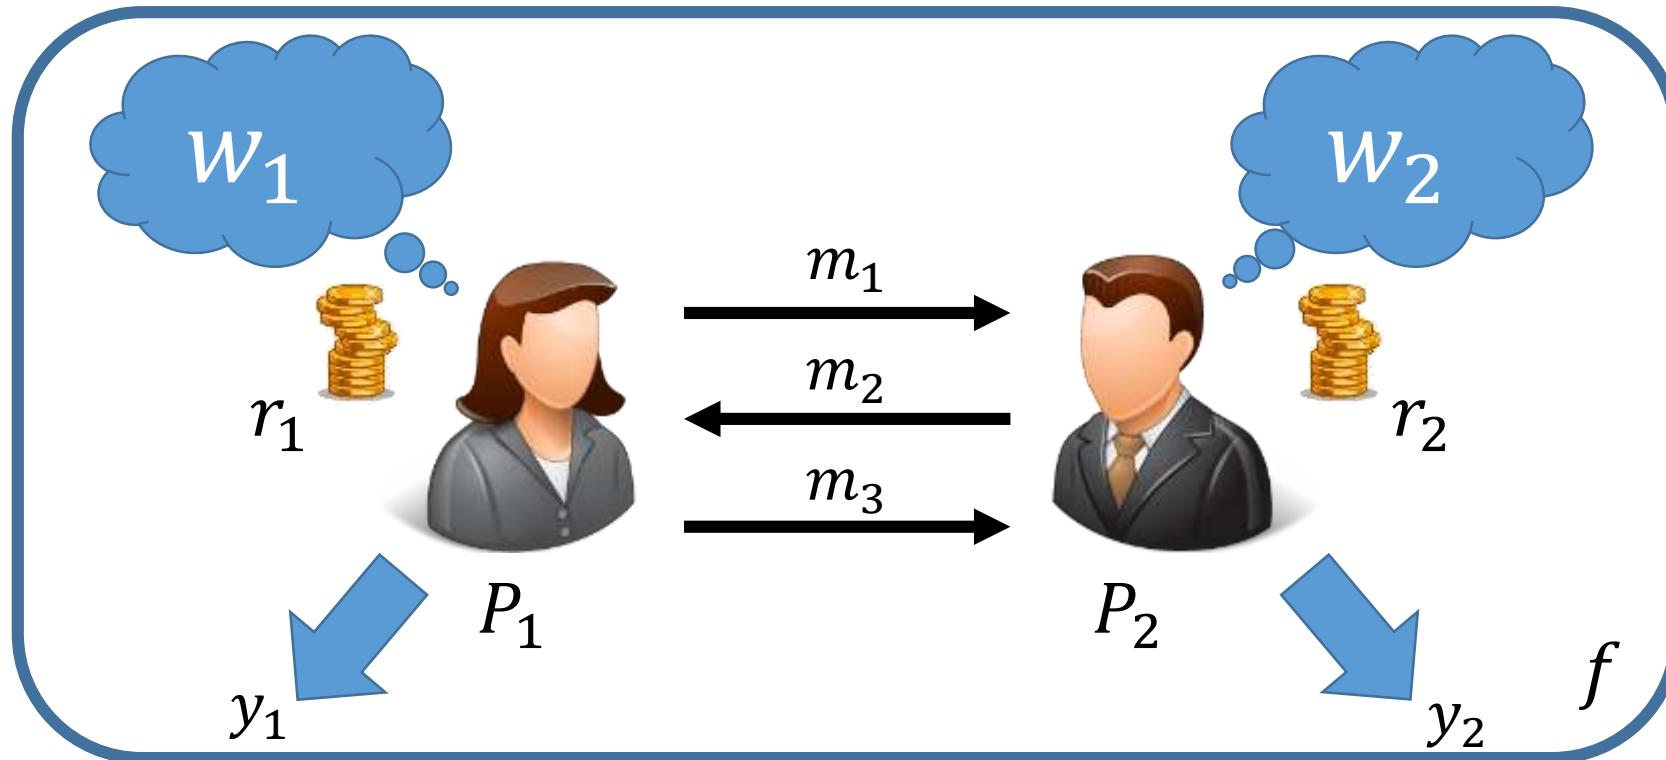 w₁
w₂
m₁
m₂
m₃
r₁
r₂
P₁
P₂
y₁
y₂
f